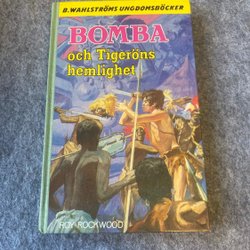 B.WAHLSTRÖMS UNGDOMSBÖCKER
BOMBA
och Tigeröns
hemlighet
ROY ROCKWOOD